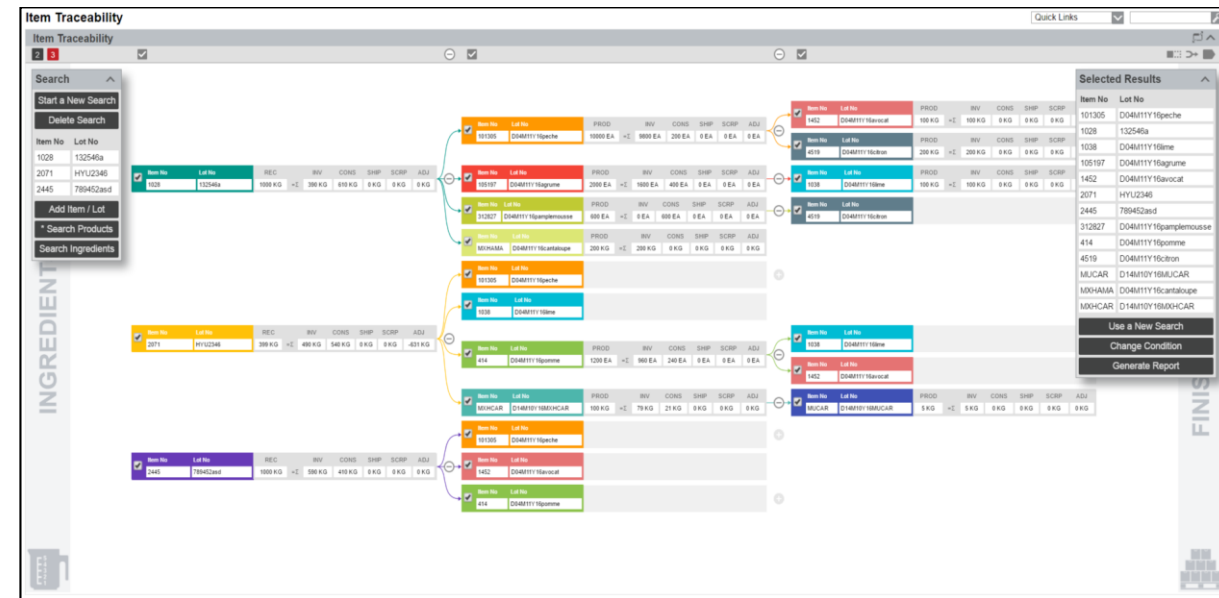 Item Traceability
Quick Links
Item Traceability
2 3
Search
Start a New Search
Delete Search
Item No Lot No
1028 132546a
2071 HYU2346
2445 789452asd
Add Item / Lot
* Search Products
Search Ingredients
INGREDIENT
Item No Lot No REC INV CONS SHIP SCRP ADJ
1028 132546a 1000 KG =Σ 390 KG 610 KG 0 KG 0 KG 0 KG
Item No Lot No REC INV CONS SHIP SCRP ADJ
2071 HYU2346 399 KG =Σ 490 KG 540 KG 0 KG 0 KG -631 KG
Item No Lot No REC INV CONS SHIP SCRP ADJ
2445 789452asd 1000 KG =Σ 590 KG 410 KG 0 KG 0 KG 0 KG
Item No Lot No PROD INV CONS SHIP SCRP ADJ
101305 D04M11Y16peche 10000 EA =Σ 9800 EA 200 EA 0 EA 0 EA 0 EA
Item No Lot No PROD INV CONS SHIP SCRP ADJ
105197 D04M11Y16agrume 2000 EA =Σ 1600 EA 400 EA 0 EA 0 EA 0 EA
Item No Lot No PROD INV CONS SHIP SCRP ADJ
312827 D04M11Y16pamplemousse 600 EA =Σ 0 EA 600 EA 0 EA 0 EA 0 EA
Item No Lot No PROD INV CONS SHIP SCRP ADJ
MXHAMA D04M11Y16cantaloupe 200 KG =Σ 200 KG 0 KG 0 KG 0 KG 0 KG
Item No Lot No
101305 D04M11Y16peche
Item No Lot No
1038 D04M11Y16lime
Item No Lot No PROD INV CONS SHIP SCRP ADJ
414 D04M11Y16pomme 1200 EA =Σ 960 EA 240 EA 0 EA 0 EA 0 EA
Item No Lot No PROD INV CONS SHIP SCRP ADJ
MXHCAR D14M10Y16MXHCAR 100 KG =Σ 79 KG 21 KG 0 KG 0 KG 0 KG
Item No Lot No
101305 D04M11Y16peche
Item No Lot No
1452 D04M11Y16avocat
Item No Lot No
414 D04M11Y16pomme
Item No Lot No PROD INV CONS SHIP SCRP
1452 D04M11Y16avocat 100 KG =Σ 100 KG 0 KG 0 KG 0 KG
Item No Lot No PROD INV CONS SHIP SCRP
4519 D04M11Y16citron 200 KG =Σ 200 KG 0 KG 0 KG 0 KG
Item No Lot No PROD INV CONS SHIP SCRP
1038 D04M11Y16lime 100 KG =Σ 100 KG 0 KG 0 KG 0 KG
Item No Lot No
4519 D04M11Y16citron
Item No Lot No
1038 D04M11Y16lime
Item No Lot No
1452 D04M11Y16avocat
Item No Lot No PROD INV CONS SHIP SCRP ADJ
MUCAR D14M10Y16MUCAR 5 KG =Σ 5 KG 0 KG 0 KG 0 KG 0 KG
Selected Results
Item No Lot No
101305 D04M11Y16peche
1028 132546a
1038 D04M11Y16lime
105197 D04M11Y16agrume
1452 D04M11Y16avocat
2071 HYU2346
2445 789452asd
312827 D04M11Y16pamplemousse
414 D04M11Y16pomme
4519 D04M11Y16citron
MUCAR D14M10Y16MUCAR
MXHAMA D04M11Y16cantaloupe
MXHCAR D14M10Y16MXHCAR
Use a New Search
Change Condition
Generate Report
FINIS